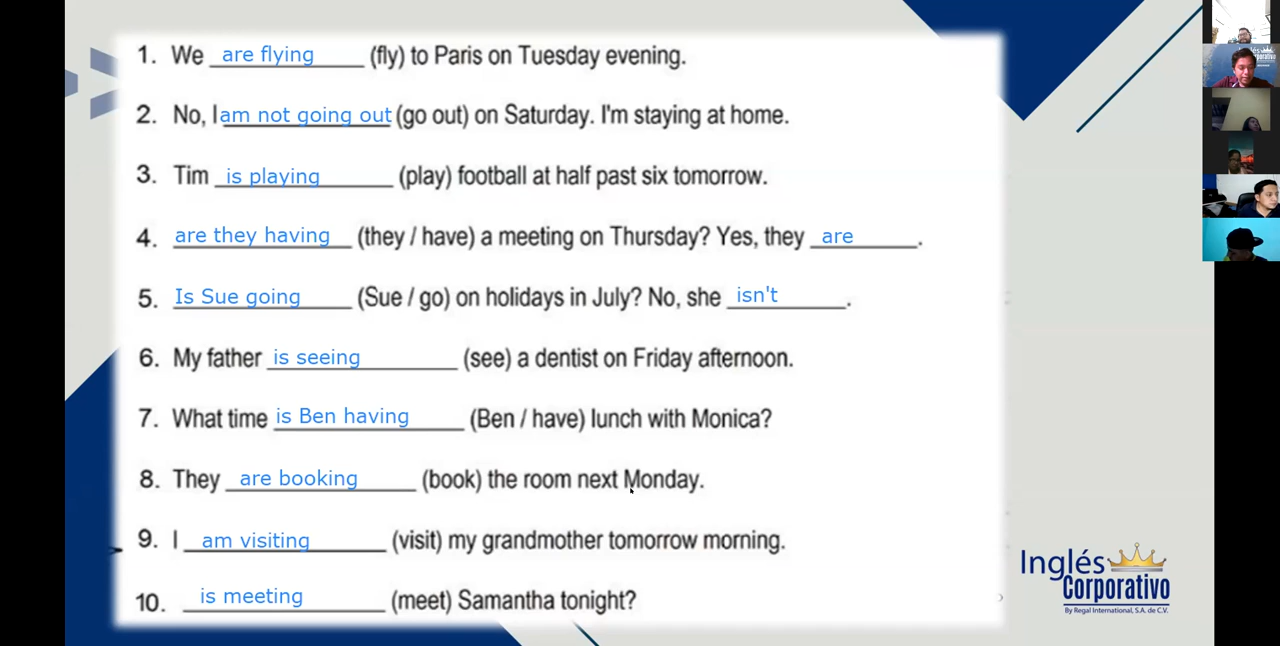 1. We are flying (fly) to Paris on Tuesday evening.
2. No, I am not going out (go out) on Saturday. I'm staying at home.
3. Tim is playing (play) football at half past six tomorrow.
4. are they having (they / have) a meeting on Thursday? Yes, they are.
5. Is Sue going (Sue / go) on holidays in July? No, she isn't.
6. My father is seeing (see) a dentist on Friday afternoon.
7. What time is Ben having (Ben / have) lunch with Monica?
8. They are booking (book) the room next Monday.
9. I am visiting (visit) my grandmother tomorrow morning.
10. is meeting (meet) Samantha tonight?
Inglés
Corporativo
By Regal International, S.A. de C.V.